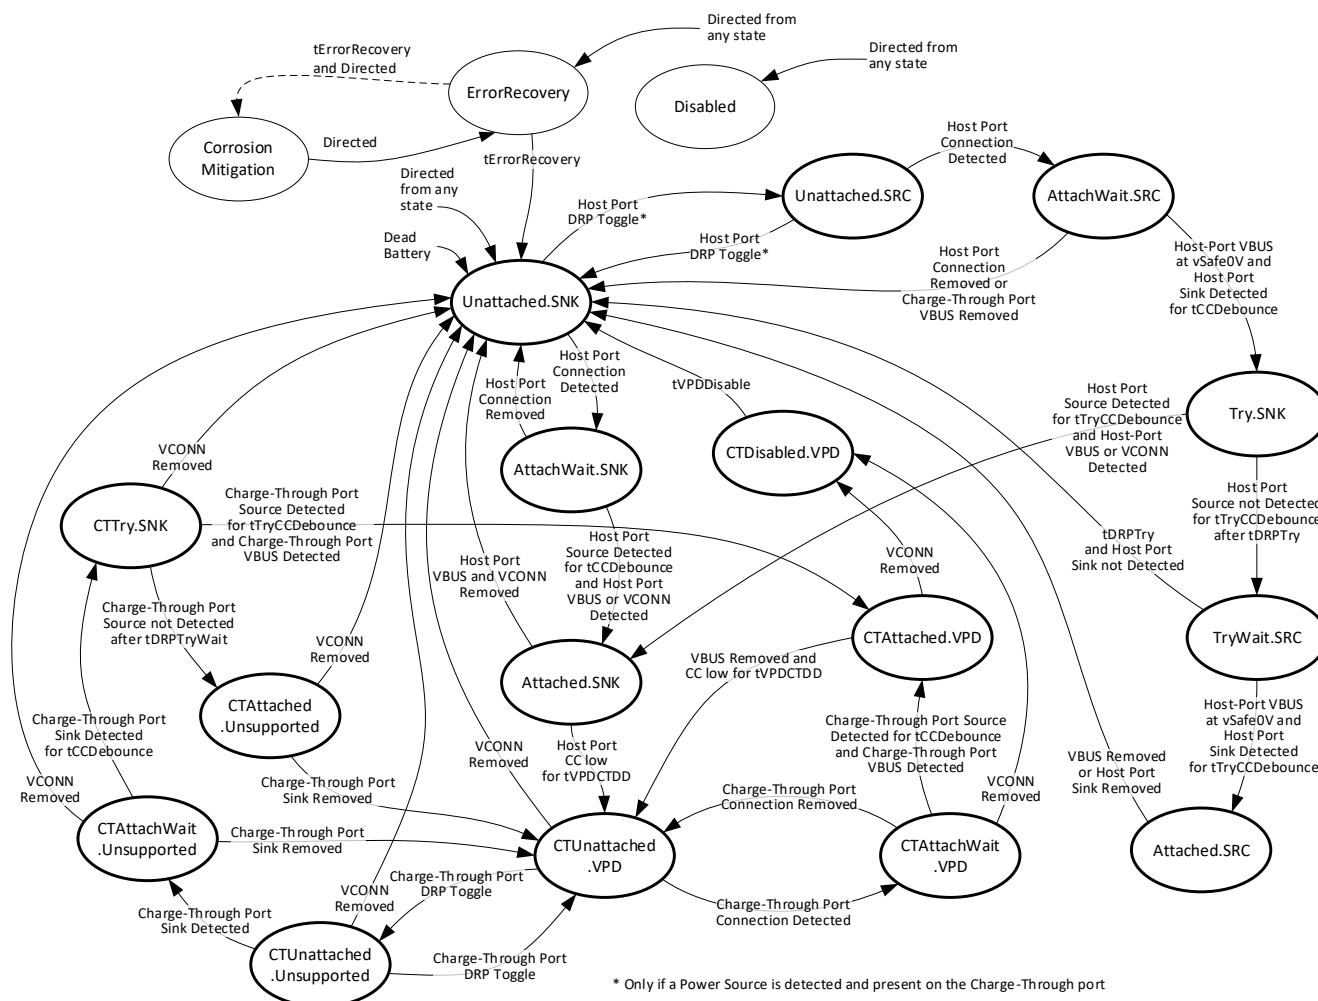 Directed from
any state
Directed from
any state
tErrorRecovery
and Directed
ErrorRecovery
Disabled
Corrosion
Mitigation
Directed
tErrorRecovery
Host Port
Connection
Detected
Directed
from any
state
Host Port
DRP Toggle*
Unattached.SRC
AttachWait.SRC
Dead
Battery
Host Port
DRP Toggle*
Host Port
Connection
Removed or
Charge-Through Port
VBUS Removed
Host-Port VBUS
at vSafe0V and
Host Port
Sink Detected
for tCCDebounce
Unattached.SNK
Host Port
Connection
Detected
Host Port
Connection
Removed
tVPDDisable
Host Port
Source Detected
for tTryCCDebounce
and Host-Port
VBUS or VCONN
Detected
Try.SNK
VCONN
Removed
AttachWait.SNK
CTDisabled.VPD
CTTry.SNK
Charge-Through Port
Source Detected
for tTryCCDebounce
and Charge-Through Port
VBUS Detected
Host Port
Source not Detected
for tTryCCDebounce
after tDRPTry
Host Port
VBUS and VCONN
Removed
Host Port
Source Detected
for tCCDebounce
and Host Port
VBUS or VCONN
Detected
VCONN
Removed
tDRPTry
and Host Port
Sink not Detected
Charge-Through Port
Source not Detected
after tDRPTryWait
VCONN
Removed
CTAttached.VPD
TryWait.SRC
VBUS Removed and
CC low for tVPDCTDD
Attached.SNK
CTAttached
.Unsupported
Charge-Through Port
Sink Detected
for tCCDebounce
VCONN
Removed
Host Port
CC low
for tVPDCTDD
Charge-Through Port Source
Detected for tCCDebounce
and Charge-Through Port
VBUS Detected
Host-Port VBUS
at vSafe0V and
Host Port
Sink Detected
for tTryCCDebounce
VCONN
Removed
Charge-Through Port
Sink Removed
Charge-Through Port
Connection Removed
VCONN
Removed
VBUS Removed
or Host Port
Sink Removed
CTAttachWait
.Unsupported
Charge-Through Port
Sink Removed
CTUnattached
.VPD
CTAttachWait
.VPD
Attached.SRC
VCONN
Removed
Charge-Through Port
DRP Toggle
Charge-Through Port
Sink Detected
Charge-Through Port
Connection Detected
CTUnattached
.Unsupported
Charge-Through Port
DRP Toggle
* Only if a Power Source is detected and present on the Charge-Through port